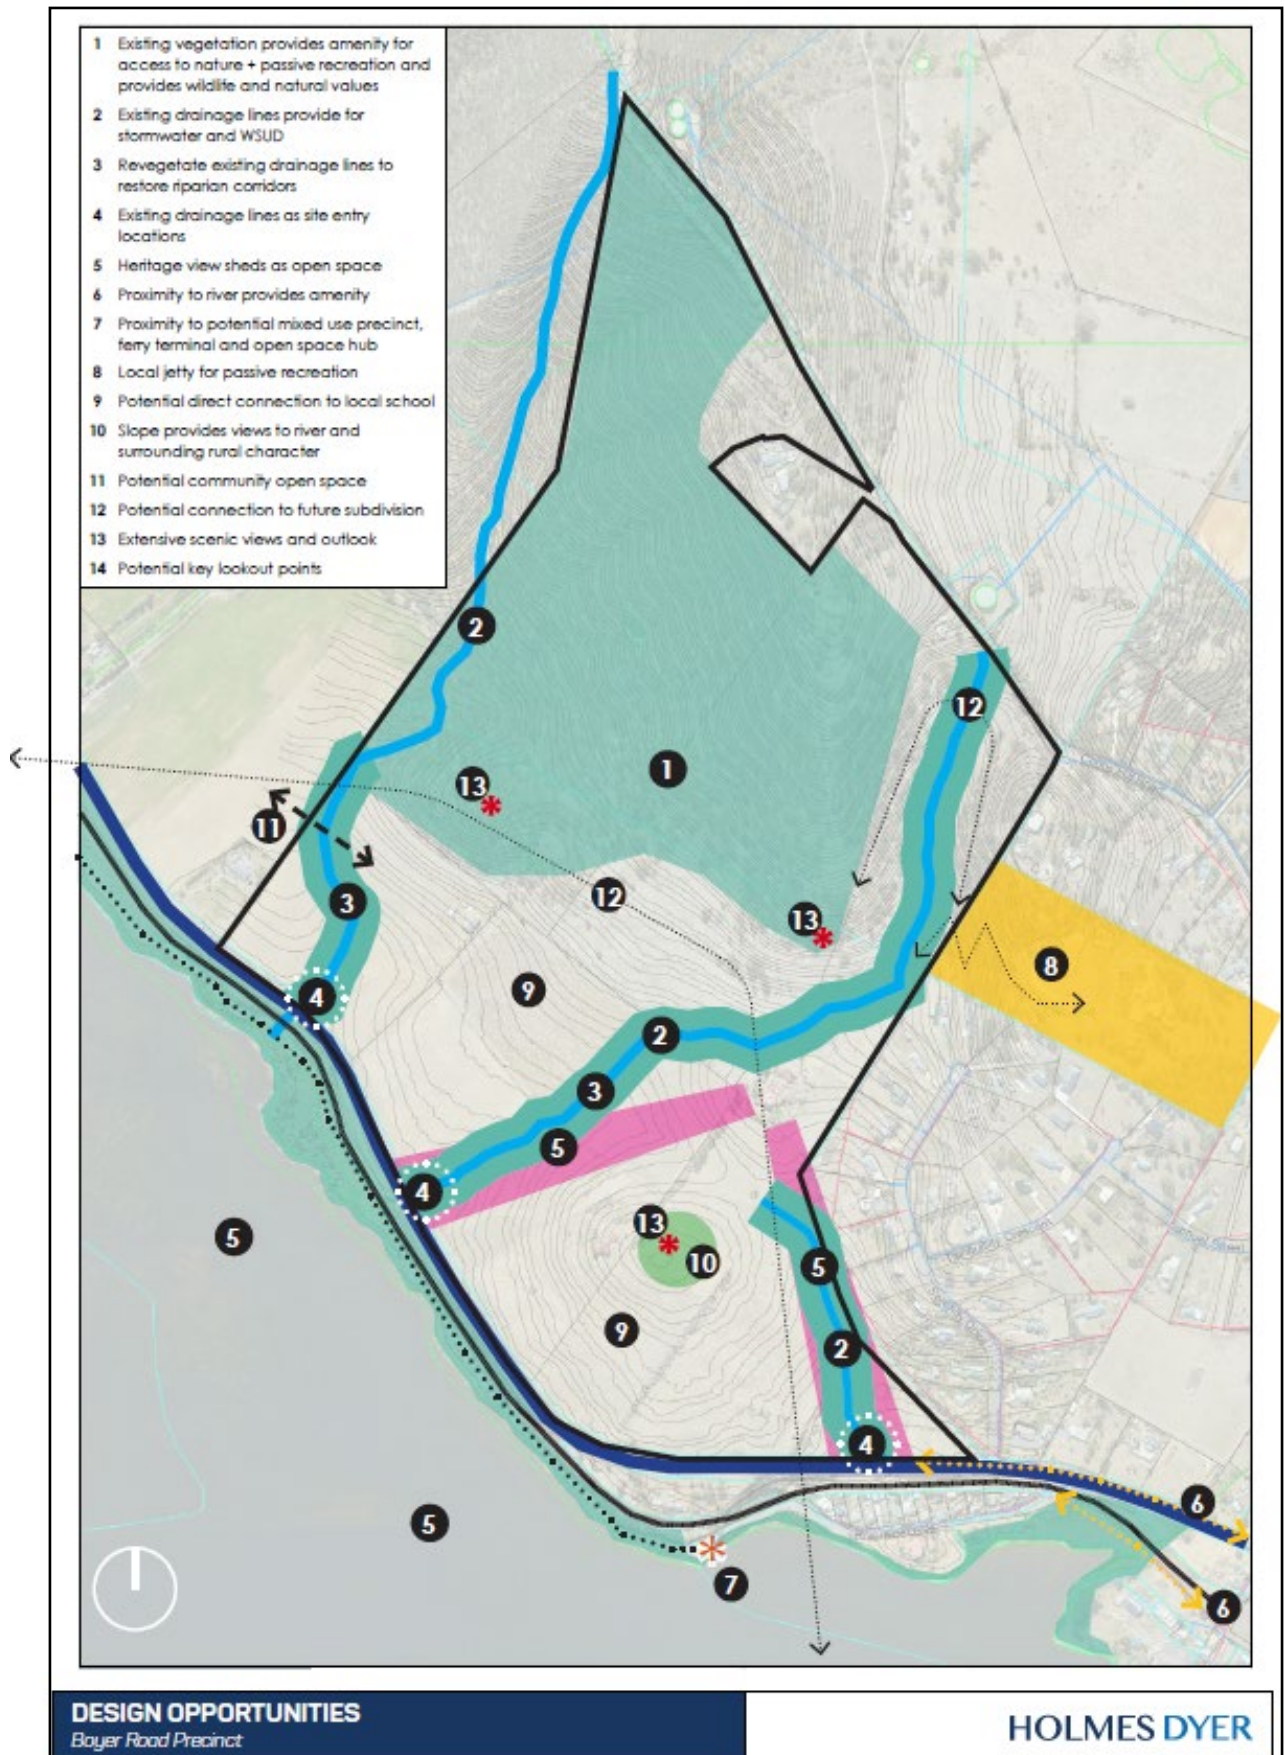 1 Existing vegetation provides amenity for
access to nature + passive recreation and
provides wildlife and natural values
2 Existing drainage lines provide for
stormwater and WSUD
3 Revegetate existing drainage lines to
restore riparian corridors
4 Existing drainage lines as site entry
locations
5 Heritage view sheds as open space
6 Proximity to river provides amenity
7 Proximity to potential mixed use precinct,
ferry terminal and open space hub
8 Local jetty for passive recreation
9 Potential direct connection to local school
10 Slope provides views to river and
surrounding rural character
11 Potential community open space
12 Potential connection to future subdivision
13 Extensive scenic views and outlook
14 Potential key lookout points
2
12
1
13
11
12
3
13
8
9
4
2
3
5
4
13
5
10
5
9
2
4
6
5
7
6
DESIGN OPPORTUNITIES
Boyer Road Precinct
HOLMES DYER